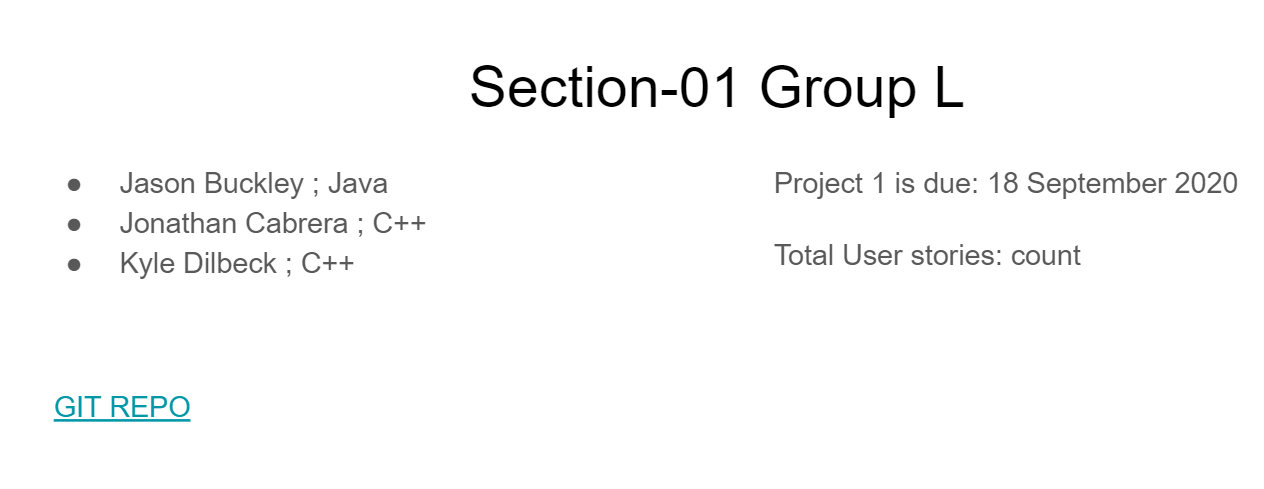 Section-01 Group L
● Jason Buckley ; Java
● Jonathan Cabrera ; C++
● Kyle Dilbeck ; C++
Project 1 is due: 18 September 2020
Total User stories: count
GIT REPO